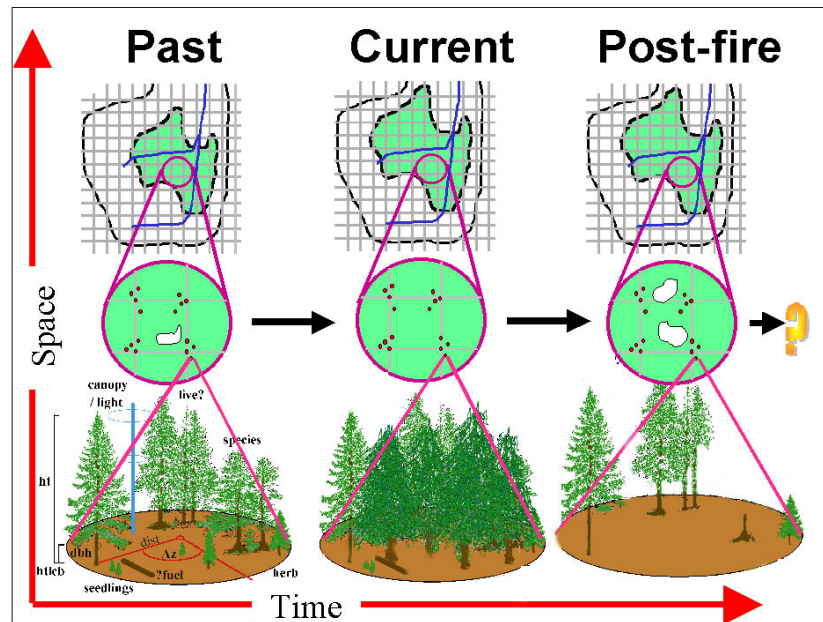 Past
Current
Post-fire
Space
canopy
/ light
live?
species
ht
dbh
dist
Az
htlcb
?fuel
herb
seedlings
Time
?